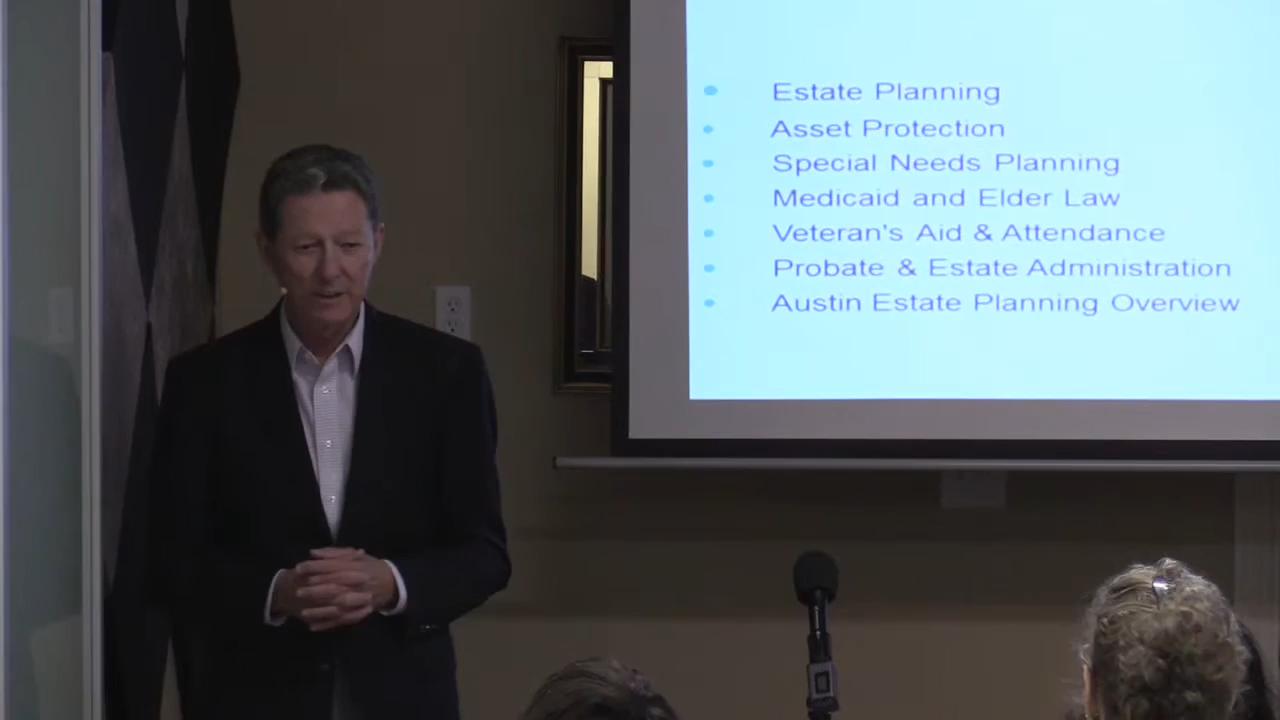 Estate Planning
Asset Protection
Special Needs Planning
Medicaid and Elder Law
Veteran's Aid & Attendance
Probate & Estate Administration
Austin Estate Planning Overview